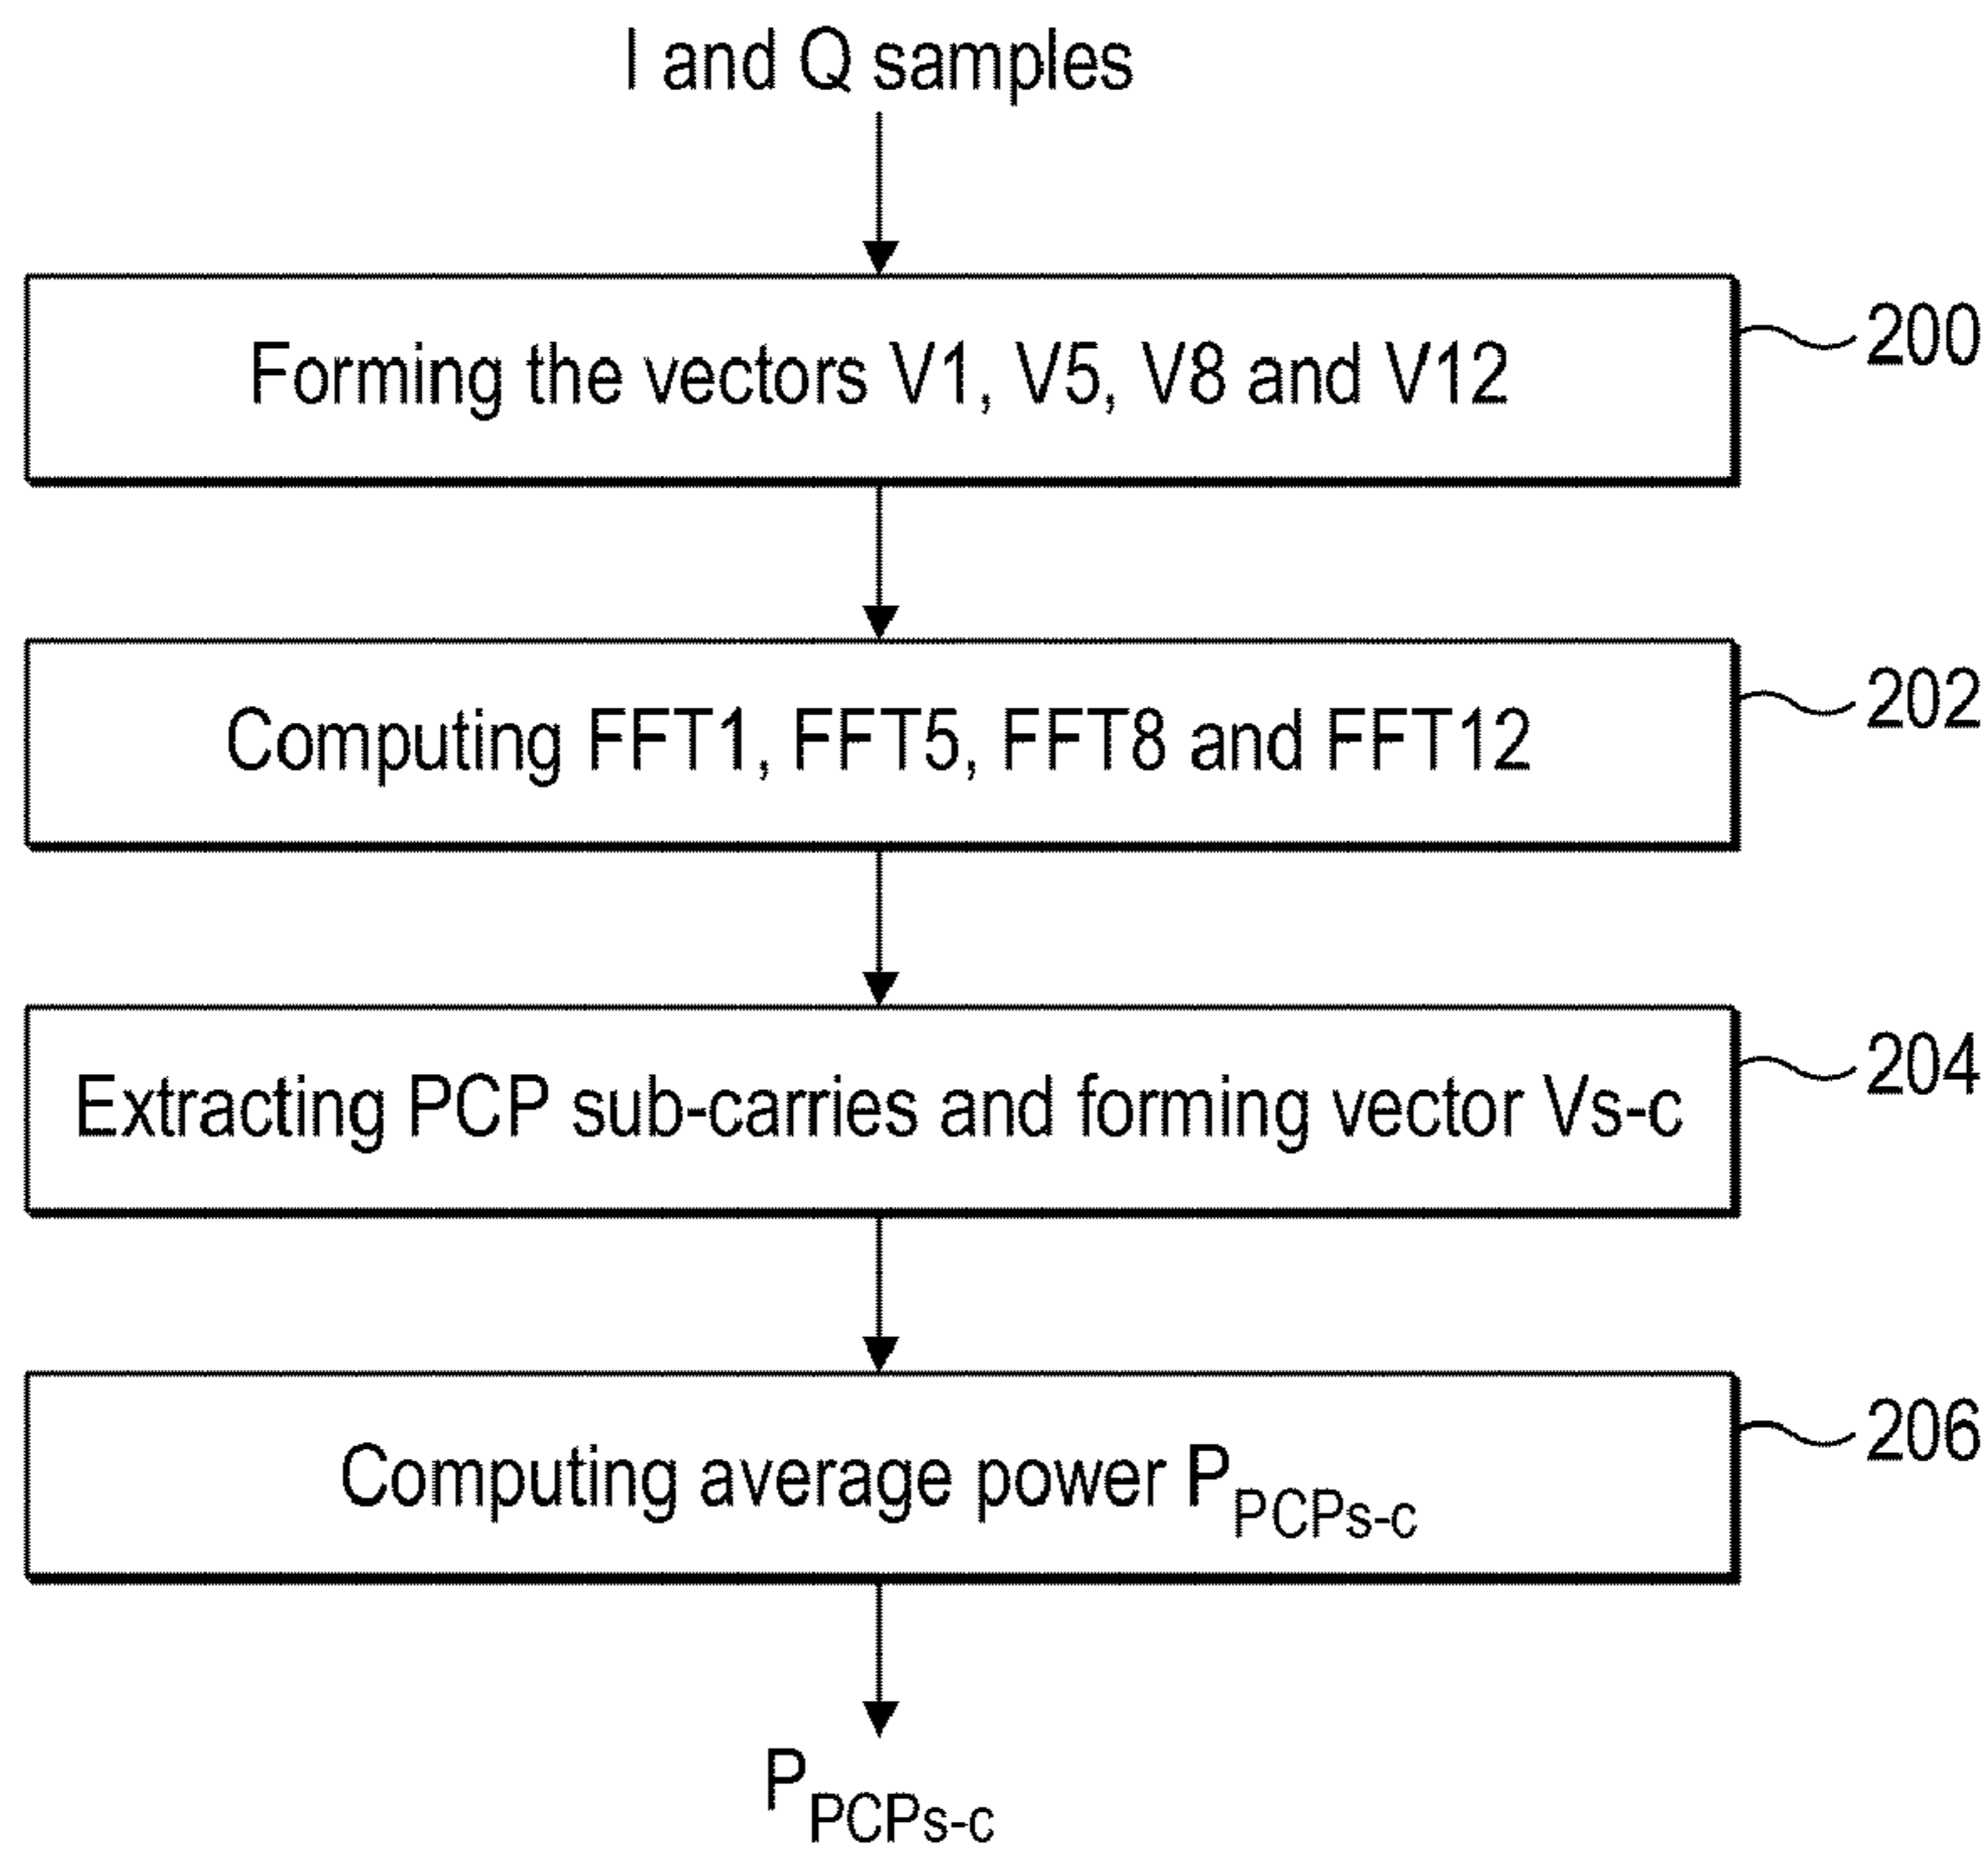 I and Q samples
Forming the vectors V1, V5, V8 and V12
200
Computing FFT1, FFT5, FFT8 and FFT12
202
Extracting PCP sub-carries and forming vector Vs-c
204
Computing average power PPCPs-c
206
PPCPs-c